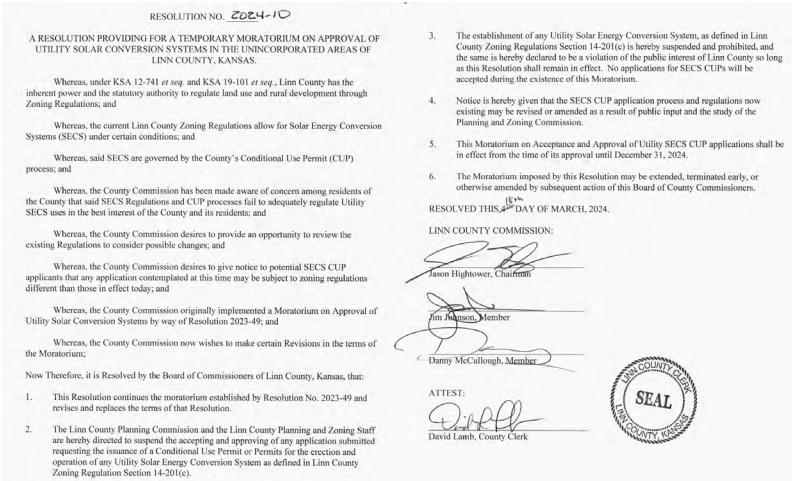 RESOLUTION NO. 2024-10
A RESOLUTION PROVIDING FOR A TEMPORARY MORATORIUM ON APPROVAL OF
UTILITY SOLAR CONVERSION SYSTEMS IN THE UNINCORPORATED AREAS OF
LINN COUNTY, KANSAS.
Whereas, under KSA 12-741 et seq. and KSA 19-101 et seq., Linn County has the
inherent power and the statutory authority to regulate land use and rural development through
Zoning Regulations; and
Whereas, the current Linn County Zoning Regulations allow for Solar Energy Conversion
Systems (SECS) under certain conditions; and
Whereas, said SECS are governed by the County's Conditional Use Permit (CUP)
process; and
Whereas, the County Commission has been made aware of concern among residents of
the County that said SECS Regulations and CUP processes fail to adequately regulate Utility
SECS uses in the best interest of the County and its residents; and
Whereas, the County Commission desires to provide an opportunity to review the
existing Regulations to consider possible changes; and
Whereas, the County Commission desires to give notice to potential SECS CUP
applicants that any application contemplated at this time may be subject to zoning regulations
different than those in effect today; and
Whereas, the County Commission originally implemented a Moratorium on Approval of
Utility Solar Conversion Systems by way of Resolution 2023-49; and
Whereas, the County Commission now wishes to make certain Revisions in the terms of
the Moratorium;
Now Therefore, it is Resolved by the Board of Commissioners of Linn County, Kansas, that:
1. This Resolution continues the moratorium established by Resolution No. 2023-49 and
revises and replaces the terms of that Resolution.
2. The Linn County Planning Commission and the Linn County Planning and Zoning Staff
are hereby directed to suspend the accepting and approving of any application submitted
requesting the issuance of a Conditional Use Permit or Permits for the erection and
operation of any Utility Solar Energy Conversion System as defined in Linn County
Zoning Regulation Section 14-201(c).
3. The establishment of any Utility Solar Energy Conversion System, as defined in Linn
County Zoning Regulations Section 14-201(c) is hereby suspended and prohibited, and
the same is hereby declared to be a violation of the public interest of Linn County so long
as this Resolution shall remain in effect. No applications for SECS CUPs will be
accepted during the existence of this Moratorium.
4. Notice is hereby given that the SECS CUP application process and regulations now
existing may be revised or amended as a result of public input and the study of the
Planning and Zoning Commission.
5. This Moratorium on Acceptance and Approval of Utility SECS CUP applications shall be
in effect from the time of its approval until December 31, 2024.
6. The Moratorium imposed by this Resolution may be extended, terminated early, or
otherwise amended by subsequent action of this Board of County Commissioners.
RESOLVED THIS 18th DAY OF MARCH, 2024.
LINN COUNTY COMMISSION:
Jason Hightower, Chairman
Jim Johnson, Member
Danny McCullough, Member
ATTEST:
David Lamb, County Clerk
LINN COUNTY CLERK
SEAL
LINN COUNTY, KANSAS